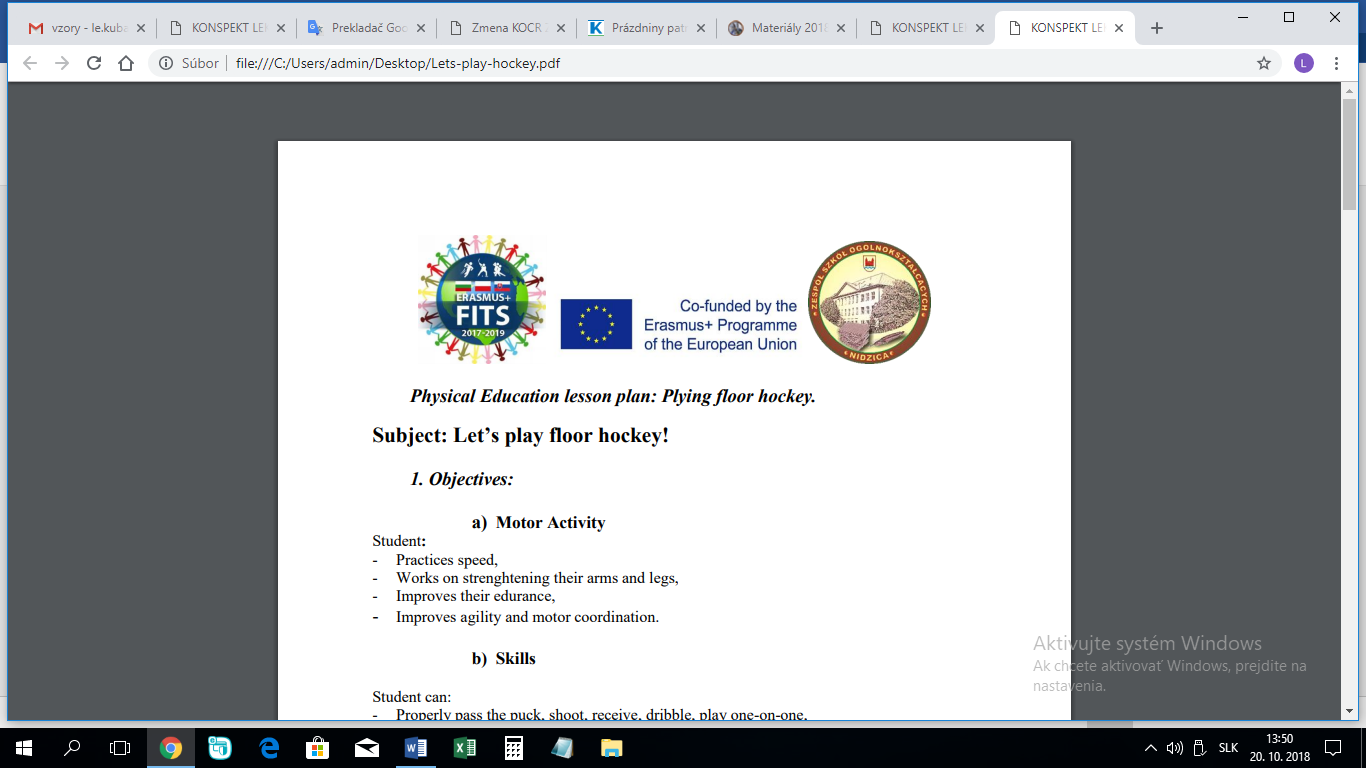 vzory - le.kuba
KONSPEKT LE
Prekladač Goo
Zmena KOCR 2
Prázdniny pat
Materiály 2018
KONSPEKT LE
KONSPEKT LE
Súbor file:///C:/Users/admin/Desktop/Lets-play-hockey.pdf
L
ERASMUS+
FITS
2017-2019
Co-funded by the
Erasmus+ Programme
of the European Union
ZESPÓŁ SZKÓŁ OGÓLNOKSZTAŁCĄCYCH
NIDZICA
Physical Education lesson plan: Plying floor hockey.
Subject: Let’s play floor hockey!
1. Objectives:
a) Motor Activity
Student:
- Practices speed,
- Works on strenghtening their arms and legs,
- Improves their edurance,
- Improves agility and motor coordination.
b) Skills
Student can:
- Properly pass the puck, shoot, receive, dribble, play one-on-one,
Aktivujte systém Windows
Ak chcete aktivovať Windows, prejdite na
nastavenia.
SLK
13:50
20. 10. 2018